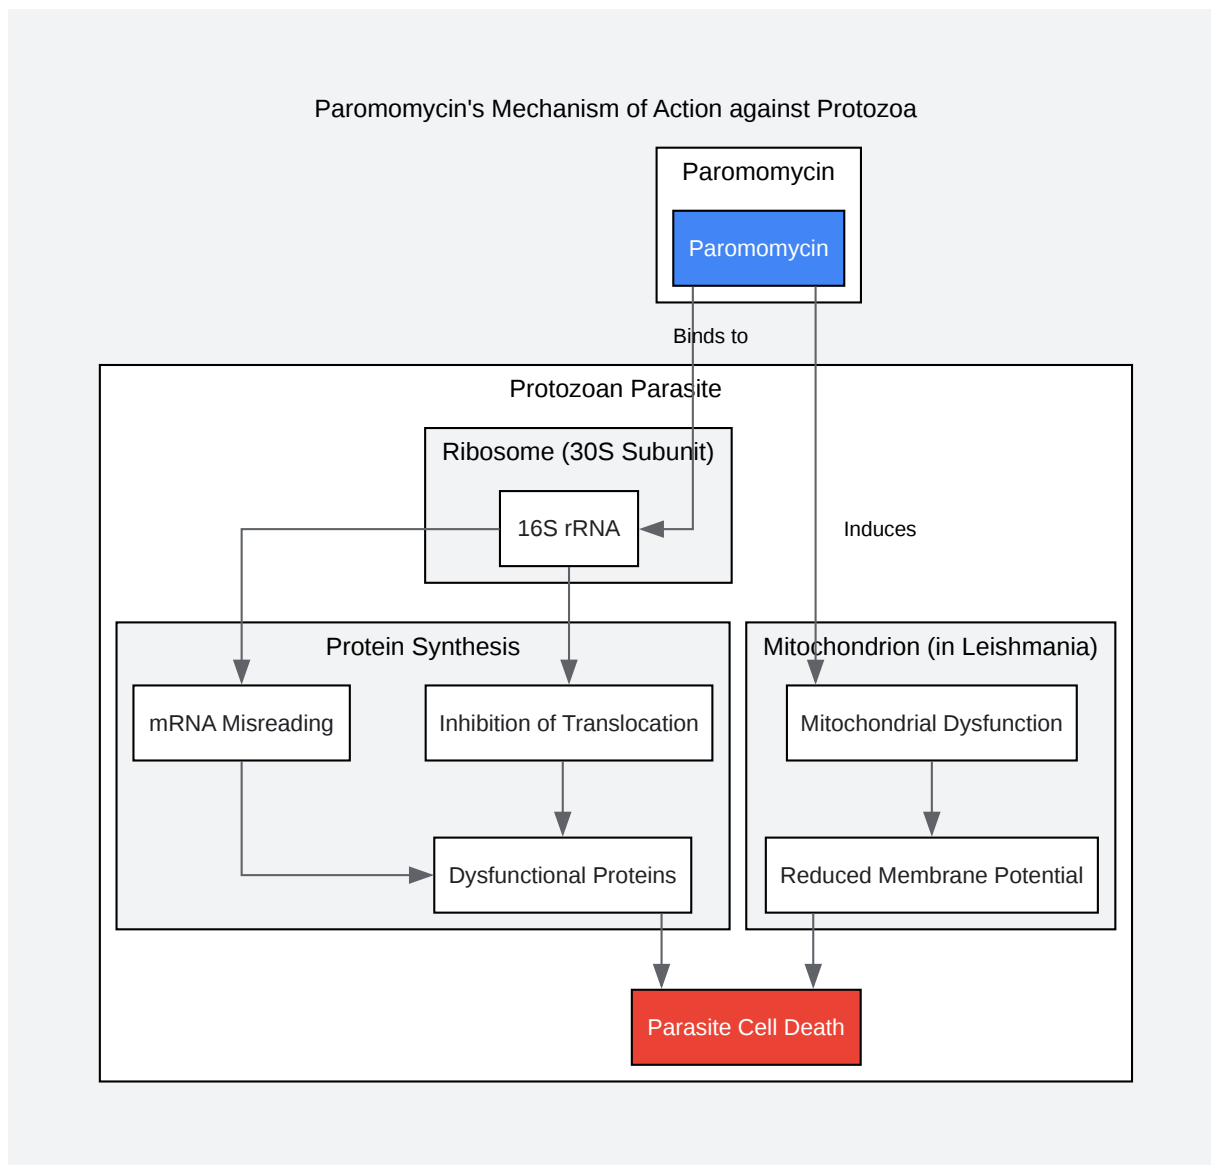 Paromomycin's Mechanism of Action against Protozoa
Paromomycin
Paromomycin
Binds to
Protozoan Parasite
Ribosome (30S Subunit)
16S rRNA
Induces
Protein Synthesis
Mitochondrion (in Leishmania)
mRNA Misreading
Inhibition of Translocation
Mitochondrial Dysfunction
Dysfunctional Proteins
Reduced Membrane Potential
Parasite Cell Death